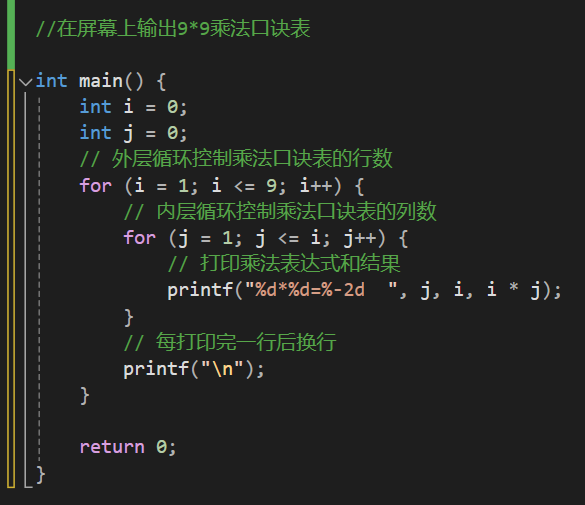 //在屏幕上输出9*9乘法口诀表
int main() {
int i = 0;
int j = 0;
// 外层循环控制乘法口诀表的行数
for (i = 1; i <= 9; i++) {
// 内层循环控制乘法口诀表的列数
for (j = 1; j <= i; j++) {
// 打印乘法表达式和结果
printf("%d*%d=%-2d  ", j, i, i * j);
}
// 每打印完一行后换行
printf("\n");
}
return 0;
}